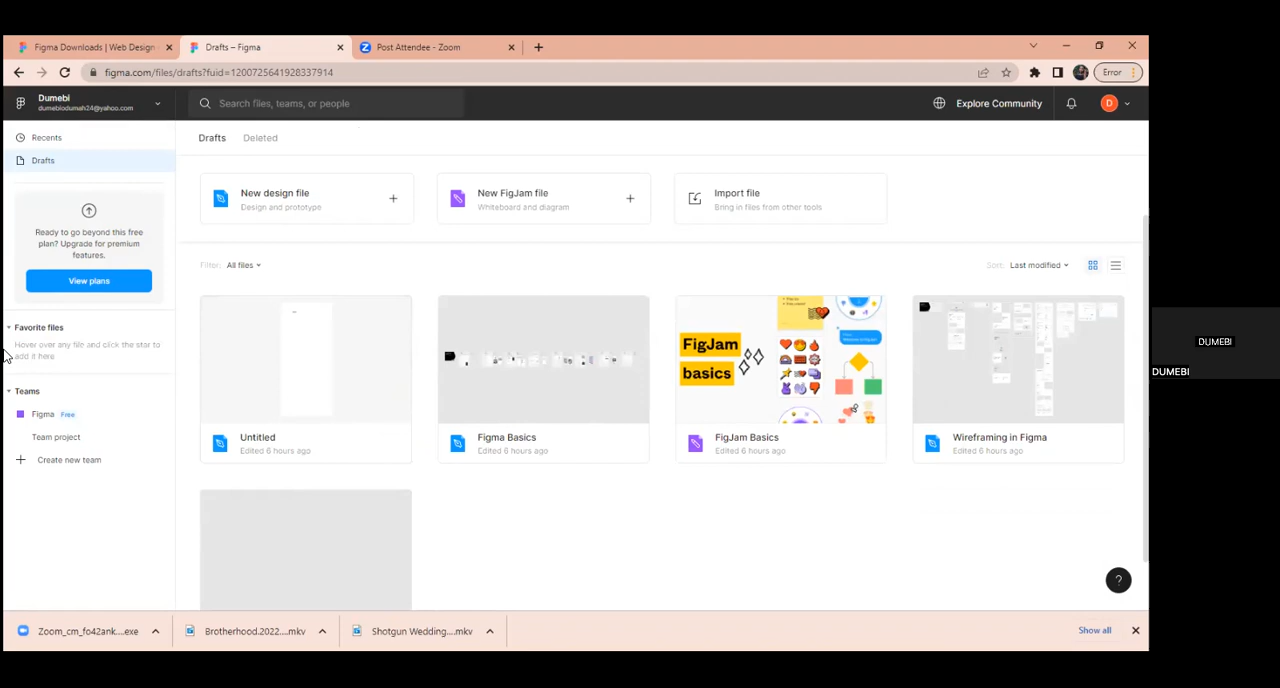 Figma Downloads | Web Design
Drafts – Figma
Post Attendee - Zoom
figma.com/files/drafts?fuid=1200725641928337914
Error
Dumebi
dumebiodumah24@yahoo.com
Search files, teams, or people
Explore Community
D
Recents
Drafts
Ready to go beyond this free
plan? Upgrade for premium
features.
View plans
Favorite files
Hover over any file and click the star to
add it here
Teams
Figma Free
Team project
Create new team
Drafts Deleted
New design file
Design and prototype
New FigJam file
Whiteboard and diagram
Import file
Bring in files from other tools
Filter: All files
Sort: Last modified
FigJam
basics
Untitled
Edited 6 hours ago
Figma Basics
Edited 6 hours ago
FigJam Basics
Edited 6 hours ago
Wireframing in Figma
Edited 6 hours ago
?
Zoom_cm_fo42ank....exe
Brotherhood.2022....mkv
Shotgun Wedding....mkv
Show all
DUMEBI
DUMEBI